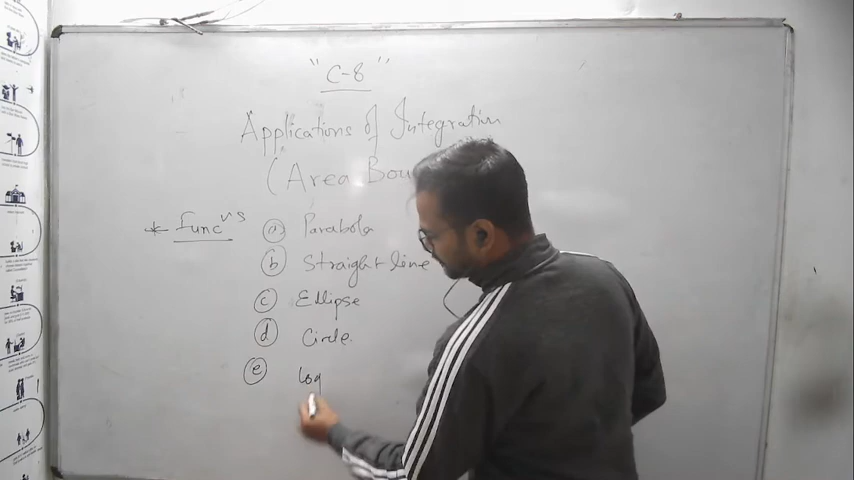 "C-8"
Applications of Integration
(Area Bou
* Func^ns
(a) Parabola
(b) Straight line
(c) Ellipse
(d) Circle.
(e) log